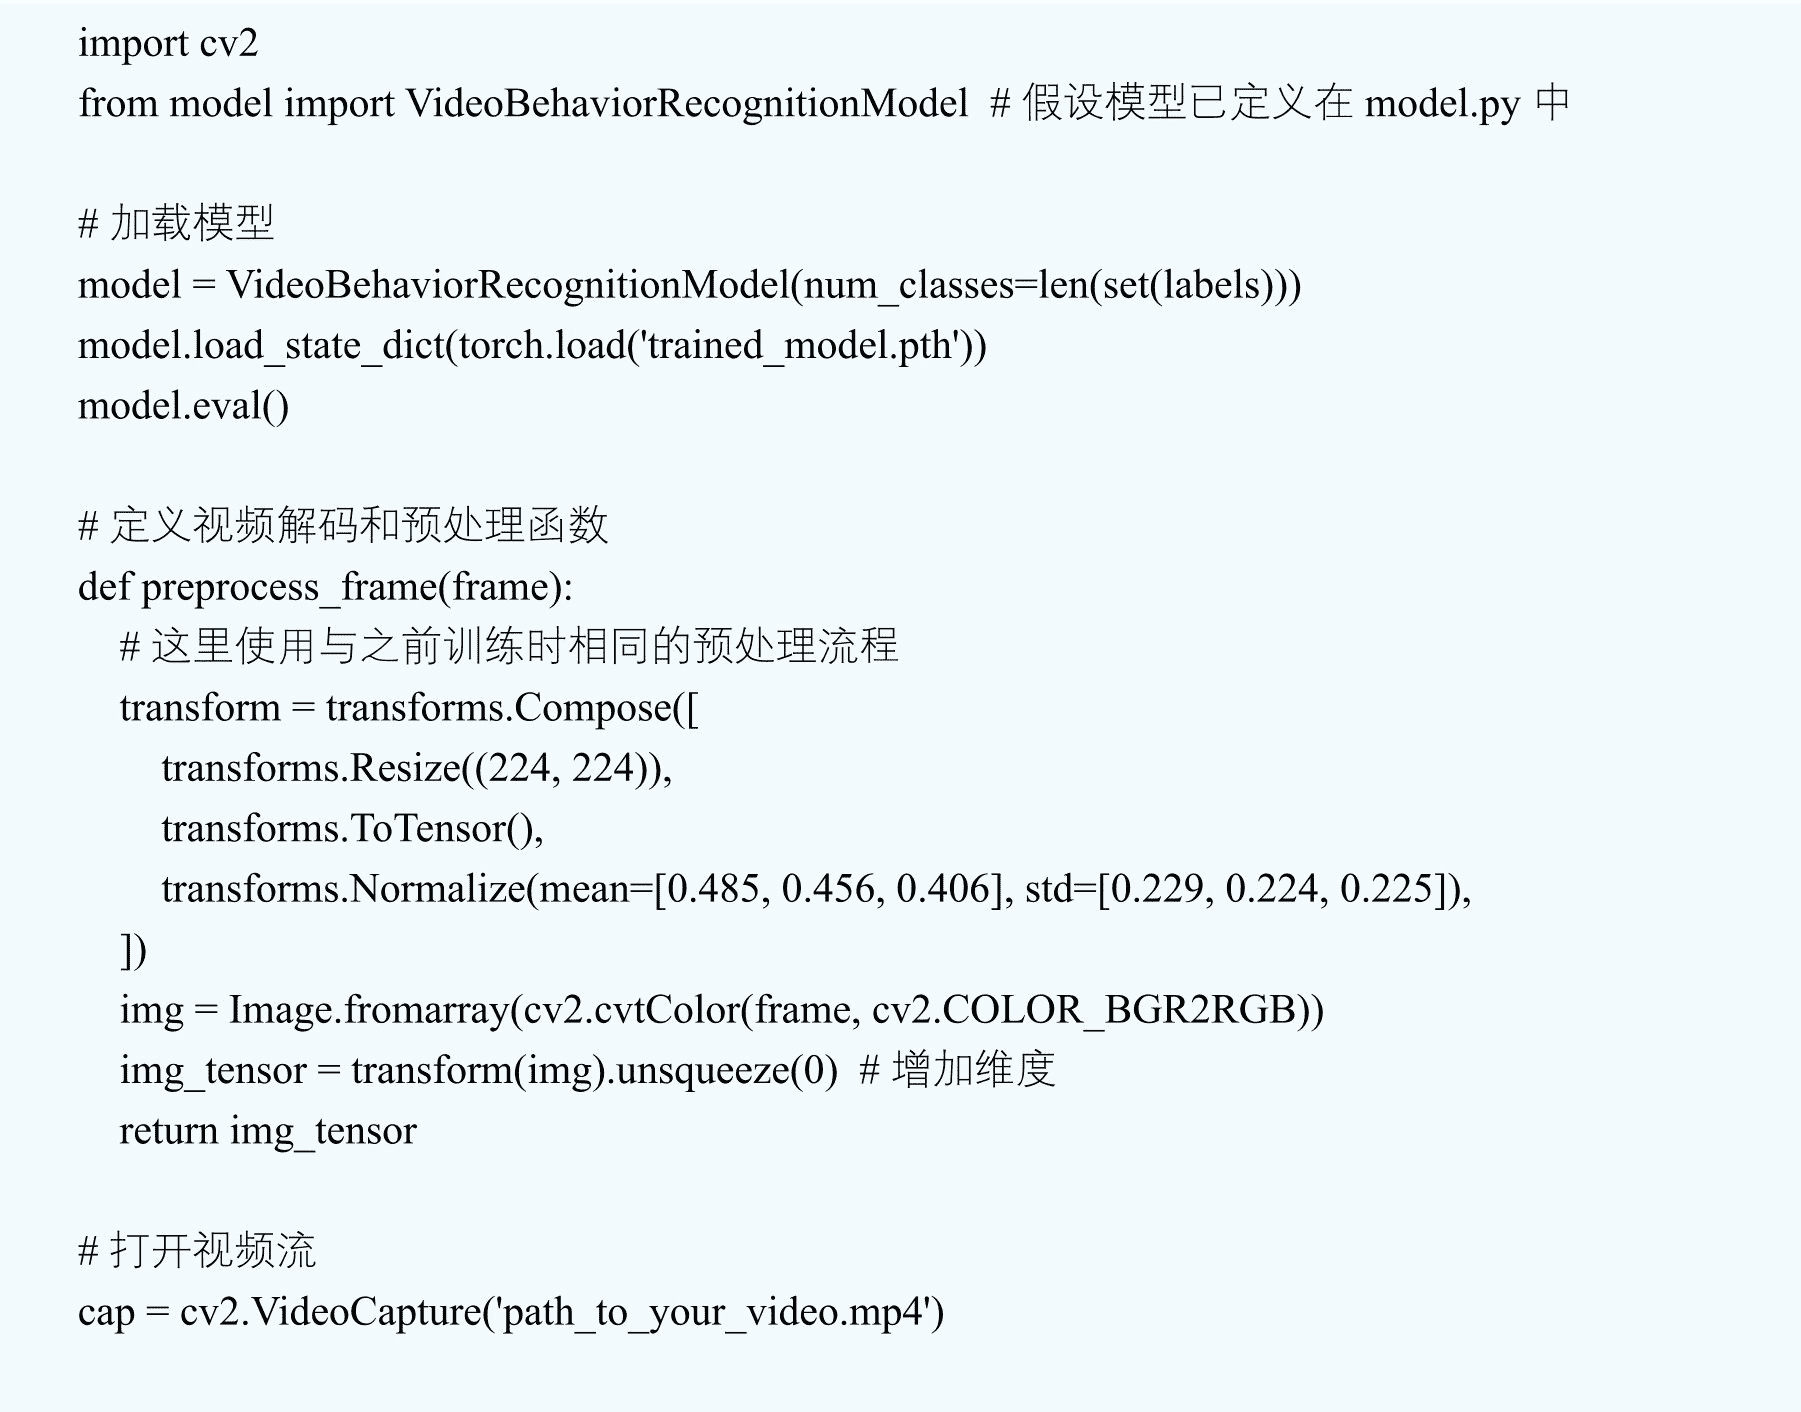 import cv2
from model import VideoBehaviorRecognitionModel  # 假设模型已定义在 model.py 中
# 加载模型
model = VideoBehaviorRecognitionModel(num_classes=len(set(labels)))
model.load_state_dict(torch.load('trained_model.pth'))
model.eval()
# 定义视频解码和预处理函数
def preprocess_frame(frame):
    # 这里使用与之前训练时相同的预处理流程
    transform = transforms.Compose([
        transforms.Resize((224, 224)),
        transforms.ToTensor(),
        transforms.Normalize(mean=[0.485, 0.456, 0.406], std=[0.229, 0.224, 0.225]),
    ])
    img = Image.fromarray(cv2.cvtColor(frame, cv2.COLOR_BGR2RGB))
    img_tensor = transform(img).unsqueeze(0)  # 增加维度
    return img_tensor
# 打开视频流
cap = cv2.VideoCapture('path_to_your_video.mp4')